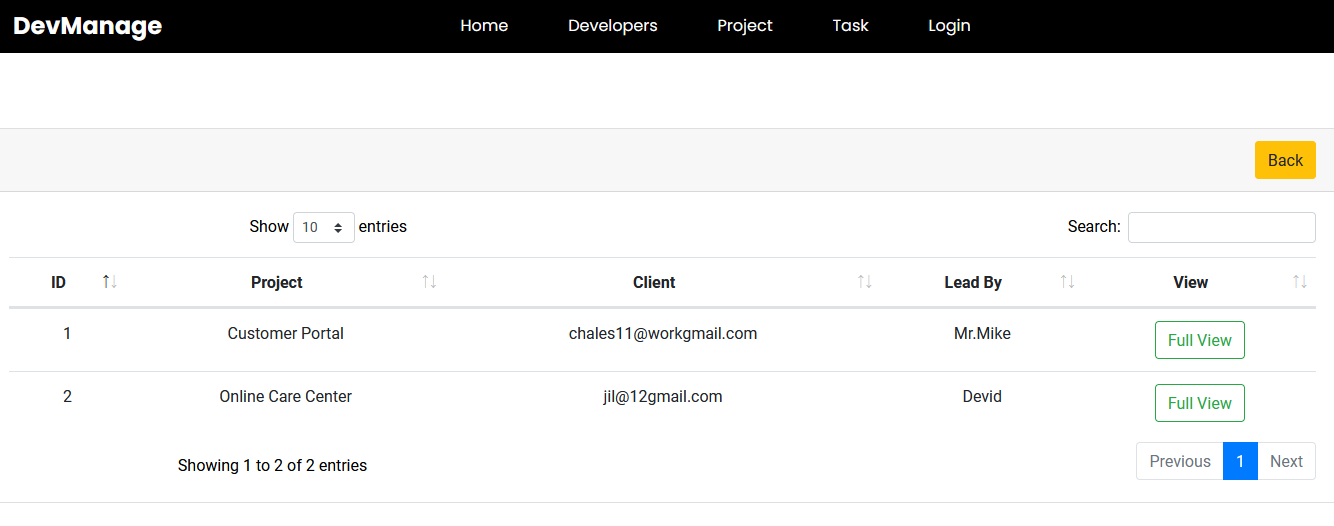 DevManage Home Developers Project Task Login
Back
Show 10 entries Search:
ID Project Client Lead By View
1 Customer Portal chales11@workgmail.com Mr.Mike Full View
2 Online Care Center jil@12gmail.com Devid Full View
Showing 1 to 2 of 2 entries Previous 1 Next